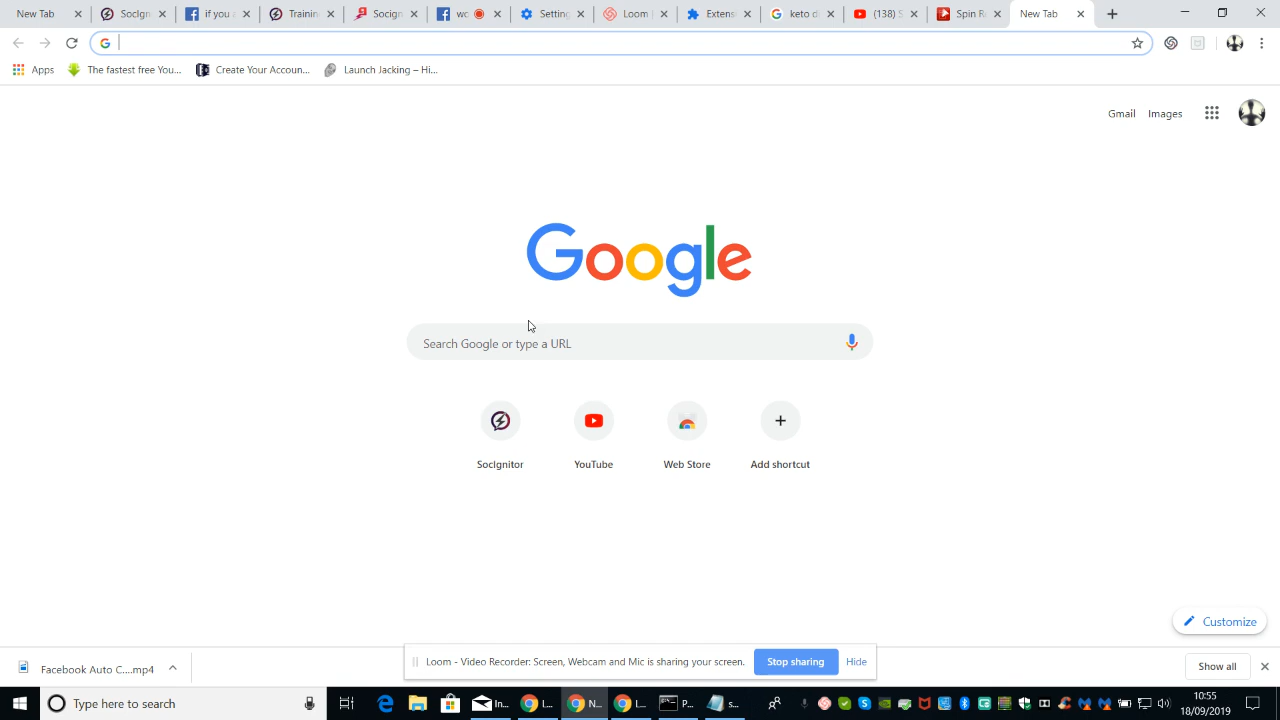 New Tab
SocIgn
if you
Trainin
Socign
wc
Setting
Loom |
Extens
keto d
(138) S
Spin R
New Tab
Apps
The fastest free You...
Create Your Accoun...
Launch Jacking – Hi...
Gmail
Images
Google
Search Google or type a URL
SocIgnitor
YouTube
Web Store
Add shortcut
Customize
Facebook Auto C....mp4
Loom - Video Recorder: Screen, Webcam and Mic is sharing your screen.
Stop sharing
Hide
Show all
Type here to search
In...
L...
N...
L...
P...
s...
10:55
18/09/2019